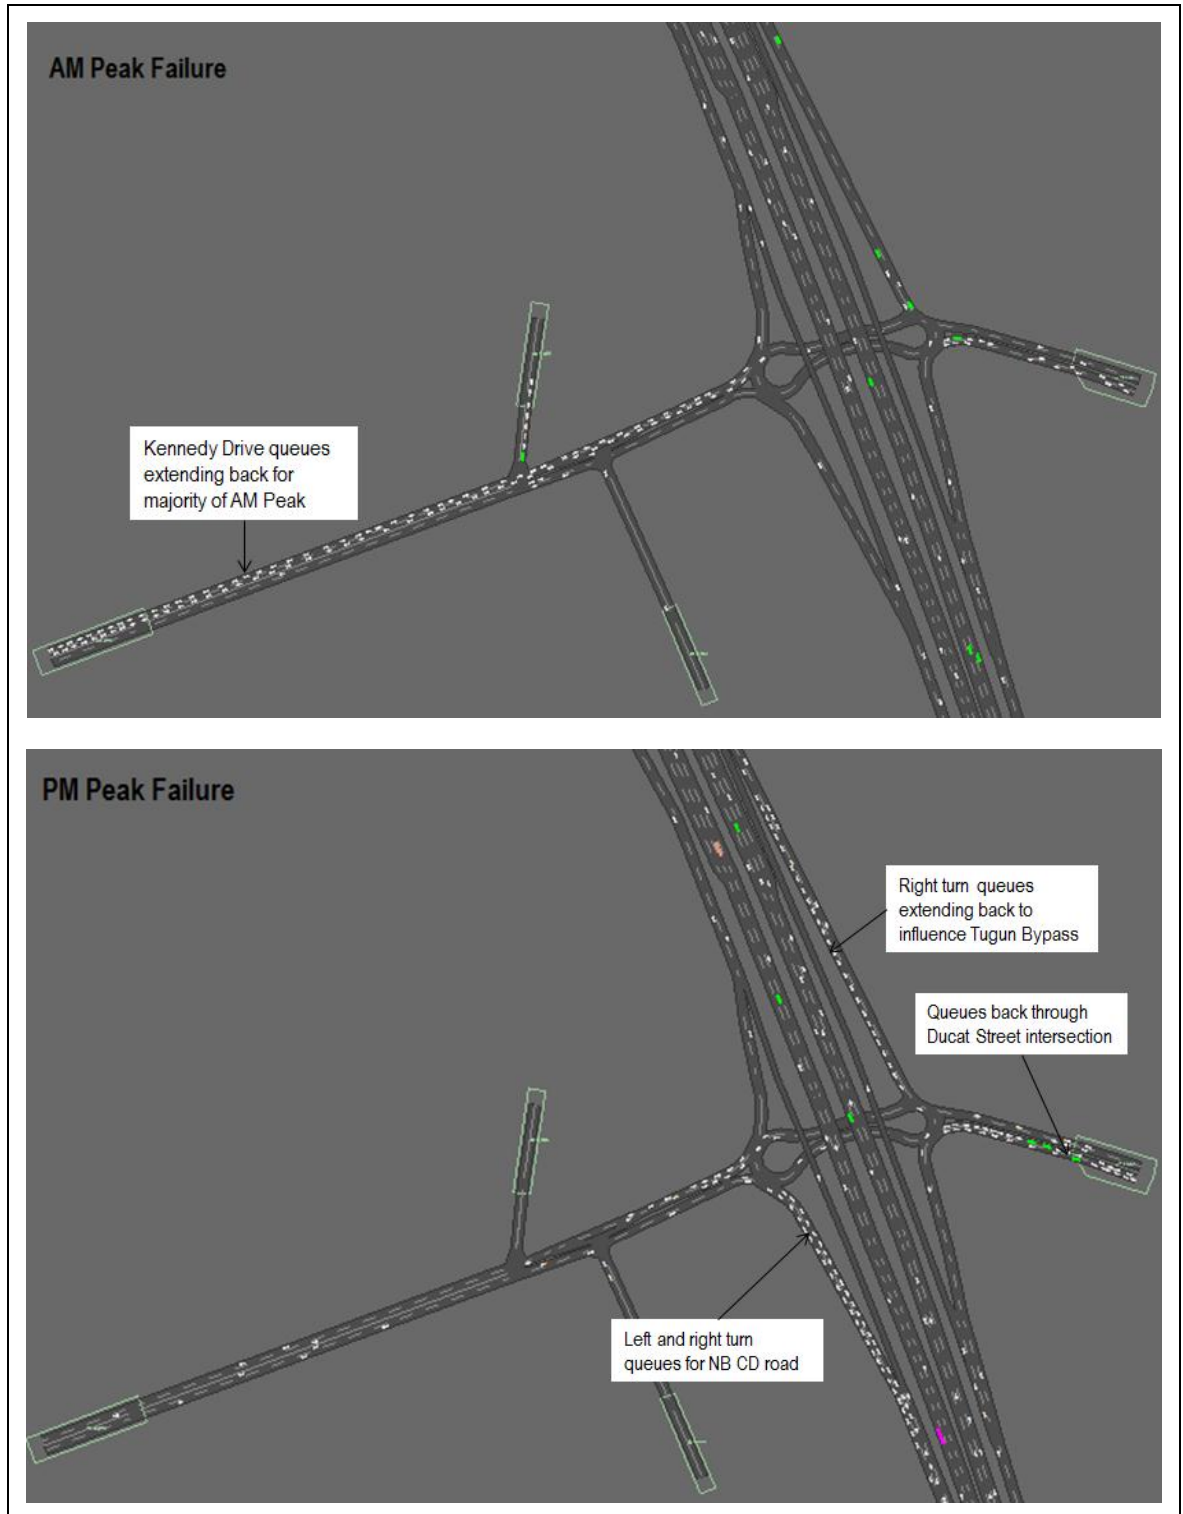 AM Peak Failure
Kennedy Drive queues
extending back for
majority of AM Peak
PM Peak Failure
Right turn queues
extending back to
influence Tugun Bypass
Queues back through
Ducat Street intersection
Left and right turn
queues for NB CD road